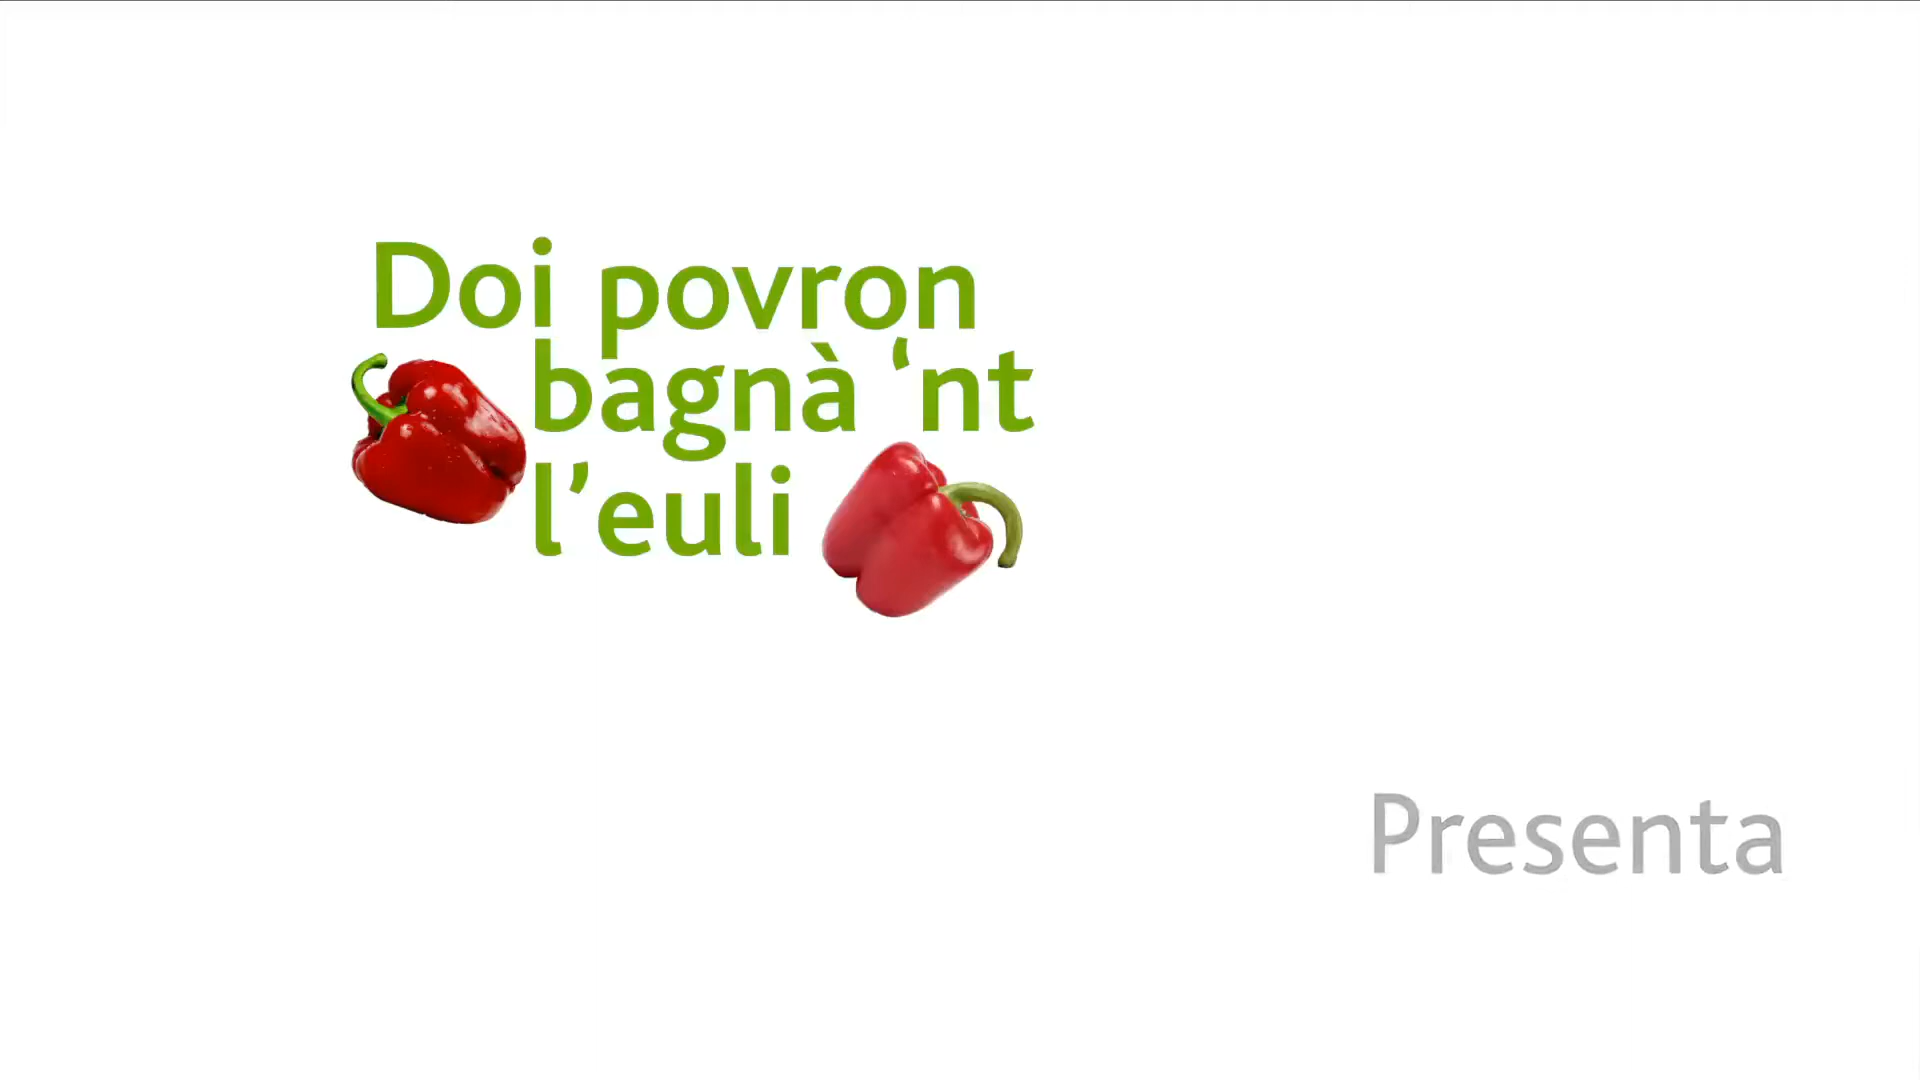 Doi povron
bagnà ‘nt
l’euli
Presenta